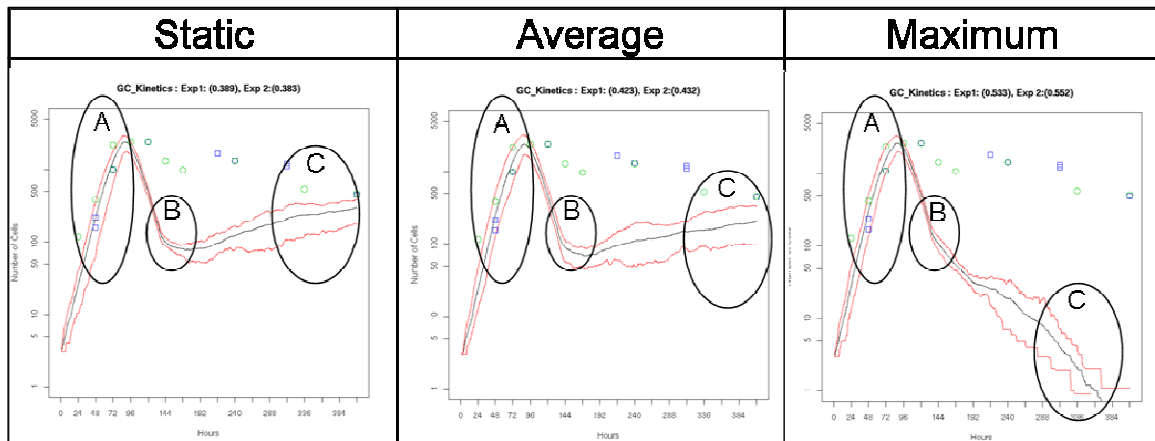 Static
Average
Maximum
GC_Kinetics : Exp1: (0.389), Exp 2:(0.383)
5000
500
100
50
10
5
1
Number of Cells
A
B
C
0 24 48 72 96 144 192 240 288 336 384
Hours
GC_Kinetics : Exp1: (0.423), Exp 2:(0.432)
5000
500
100
50
5
1
Number of Cells
A
B
C
0 24 48 72 96 144 192 240 288 384
Hours
GC_Kinetics : Exp1: (0.533), Exp 2:(0.552)
5000
500
100
50
10
5
1
of Cells
A
B
C
0 24 48 72 96 144 192 240 288 384
Hours